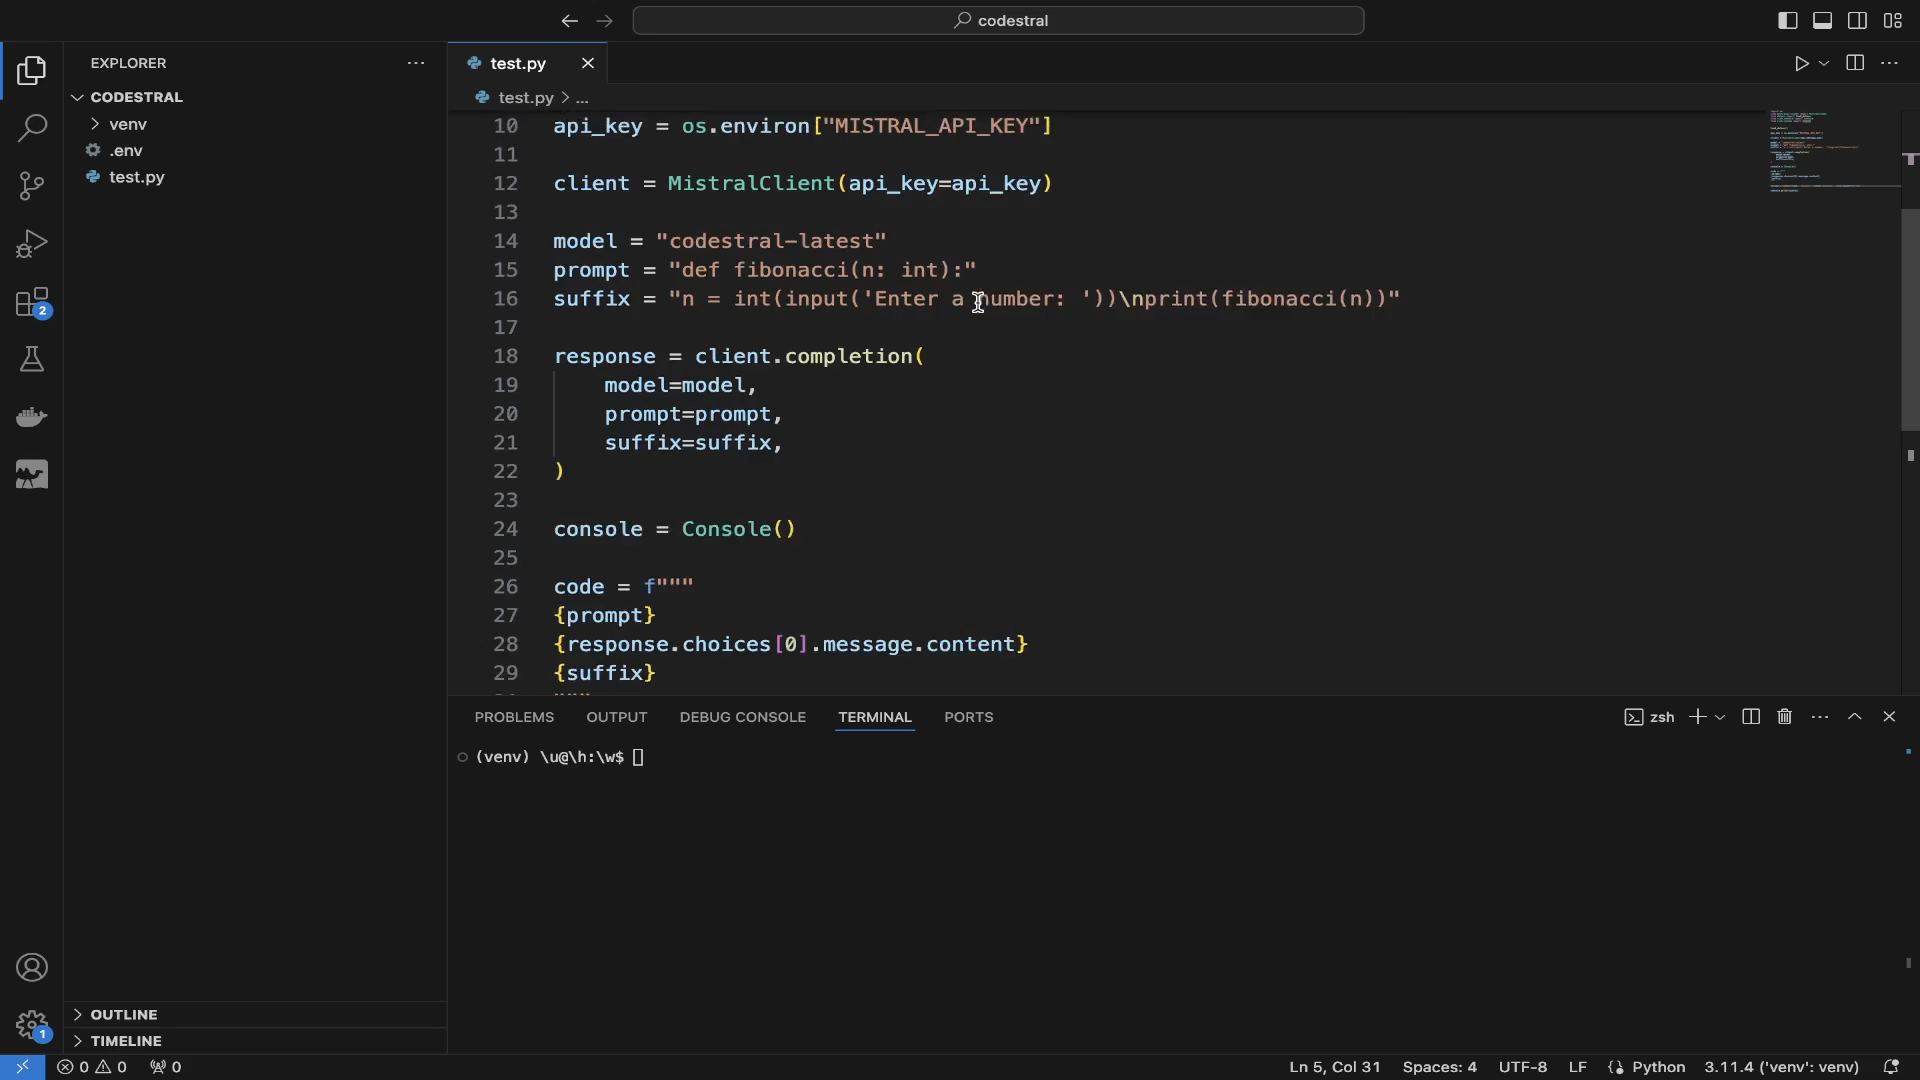 codestral
EXPLORER
test.py
CODESTRAL
test.py > ...
venv
.env
test.py
10 api_key = os.environ["MISTRAL_API_KEY"]
11
12 client = MistralClient(api_key=api_key)
13
14 model = "codestral-latest"
15 prompt = "def fibonacci(n: int):"
16 suffix = "n = int(input('Enter a number: '))\nprint(fibonacci(n))"
17
18 response = client.completion(
19 model=model,
20 prompt=prompt,
21 suffix=suffix,
22 )
23
24 console = Console()
25
26 code = f"""
27 {prompt}
28 {response.choices[0].message.content}
29 {suffix}
2
PROBLEMS OUTPUT DEBUG CONSOLE TERMINAL PORTS
zsh
(venv) \u@\h:\w$
OUTLINE
1
TIMELINE
0 0 0
Ln 5, Col 31 Spaces: 4 UTF-8 LF Python 3.11.4 ('venv': venv)